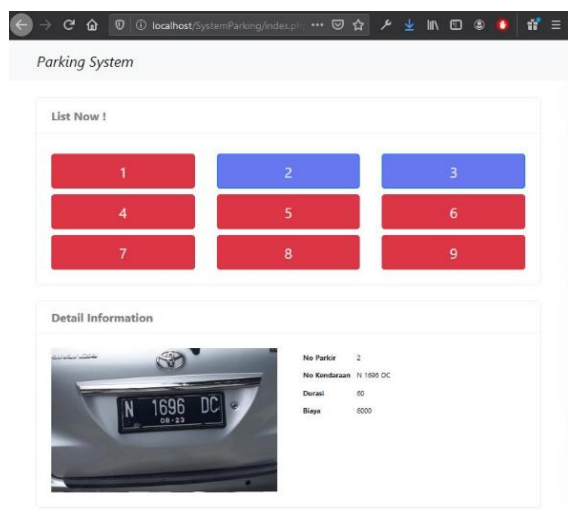 localhost/SystemParking/index.ph
Parking System
List Now !
1 2 3
4 5 6
7 8 9
Detail Information
N 1696 DC
08-23
No Parkir 2
No Kendaraan N 1696 DC
Durasi 60
Biaya 6000